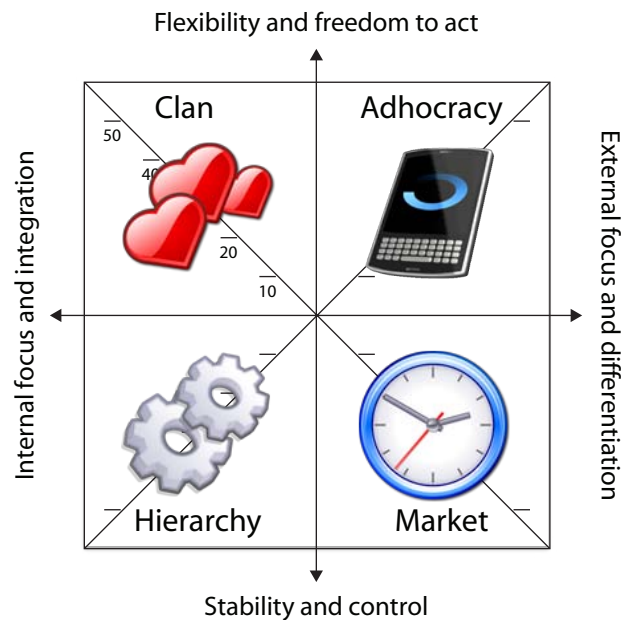 Flexibility and freedom to act
Clan
Adhocracy
50
40
20
10
Internal focus and integration
External focus and differentiation
Hierarchy
Market
Stability and control